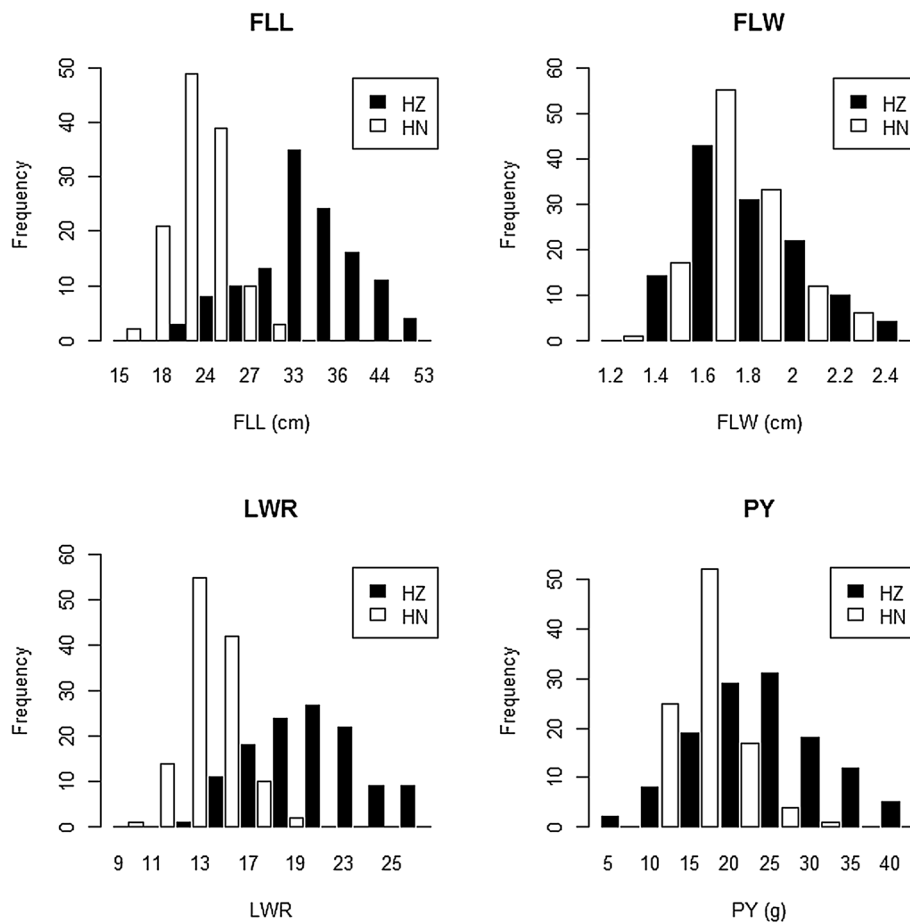 FLL
Frequency
50
40
30
20
10
0
HZ
HN
15 18 24 27 33 36 44 53
FLL (cm)
FLW
Frequency
60
50
40
30
20
10
0
HZ
HN
1.2 1.4 1.6 1.8 2 2.2 2.4
FLW (cm)
LWR
Frequency
60
50
40
30
20
10
0
HZ
HN
9 11 13 17 19 23 25
LWR
PY
Frequency
50
40
30
20
10
0
HZ
HN
5 10 15 20 25 30 35 40
PY (g)